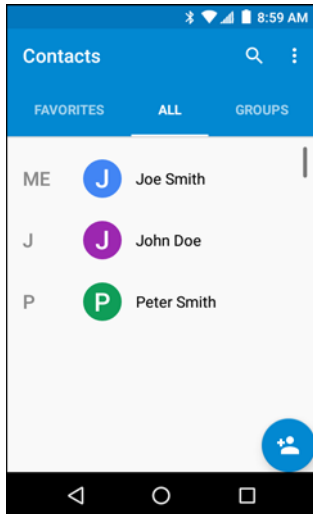 8:59 AM
Contacts
FAVORITES ALL GROUPS
ME J Joe Smith
J J John Doe
P P Peter Smith